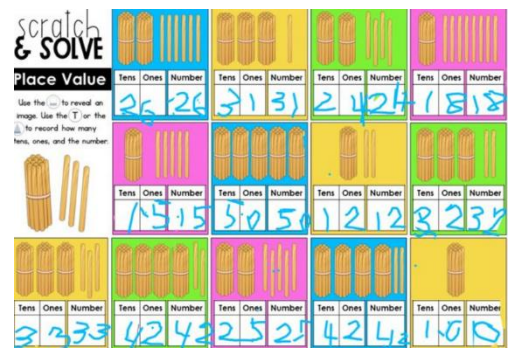 scratch
& SOLVE
Place Value
Use the ... to reveal an
image. Use the T or the
to record how many
tens, ones, and the number.
Tens Ones Number
2 6 26
Tens Ones Number
3 1 31
Tens Ones Number
2 4 24
Tens Ones Number
1 8 18
Tens Ones Number
1 5 15
Tens Ones Number
5 0 50
Tens Ones Number
1 2 12
Tens Ones Number
3 2 32
Tens Ones Number
3 3 33
Tens Ones Number
4 2 42
Tens Ones Number
2 5 25
Tens Ones Number
4 2 42
Tens Ones Number
1 0 10